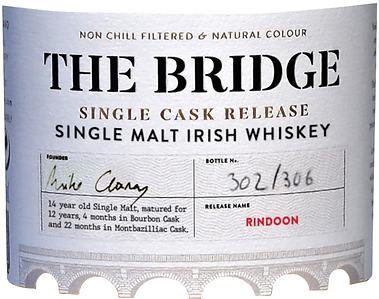 NON CHILL FILTERED & NATURAL COLOUR
THE BRIDGE
SINGLE CASK RELEASE
SINGLE MALT IRISH WHISKEY
FOUNDER
BOTTLE No.
302/306
14 year old Single Malt, matured for
12 years, 4 months in Bourbon Cask
and 22 months in Montbazilliac Cask.
RELEASE NAME
RINDOON